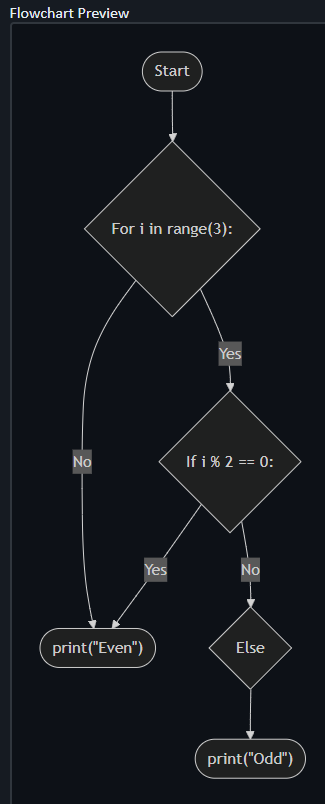 Flowchart Preview
Start
For i in range(3):
Yes
If i % 2 == 0:
No
Yes
No
print("Even")
Else
print("Odd")